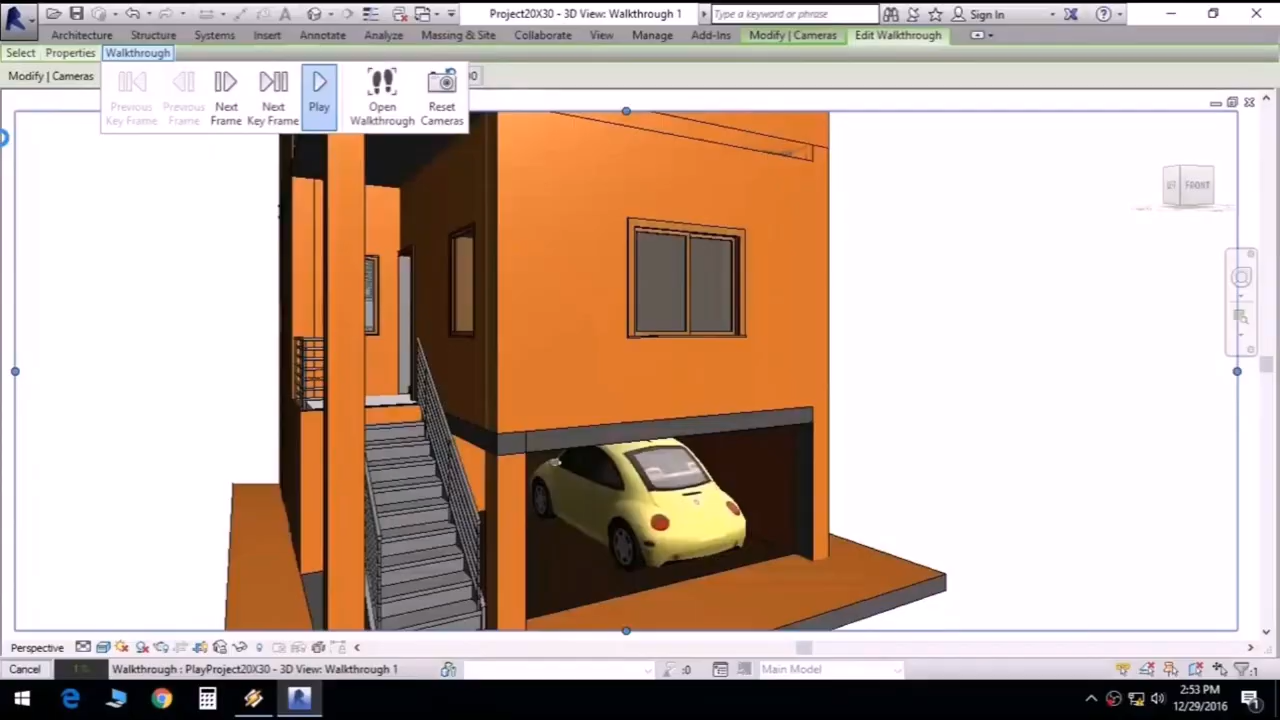 Project20X30 - 3D View: Walkthrough 1
Type a keyword or phrase
Sign In
Architecture Structure Systems Insert Annotate Analyze Massing & Site Collaborate View Manage Add-Ins Modify | Cameras Edit Walkthrough
Select Properties Walkthrough
Modify | Cameras
Previous Key Frame
Previous Frame
Next Frame
Next Key Frame
Play
Open Walkthrough
Reset Cameras
FRONT
Perspective
Cancel 1% Walkthrough : PlayProject20X30 - 3D View: Walkthrough 1 :0 Main Model :1
2:53 PM
12/29/2016